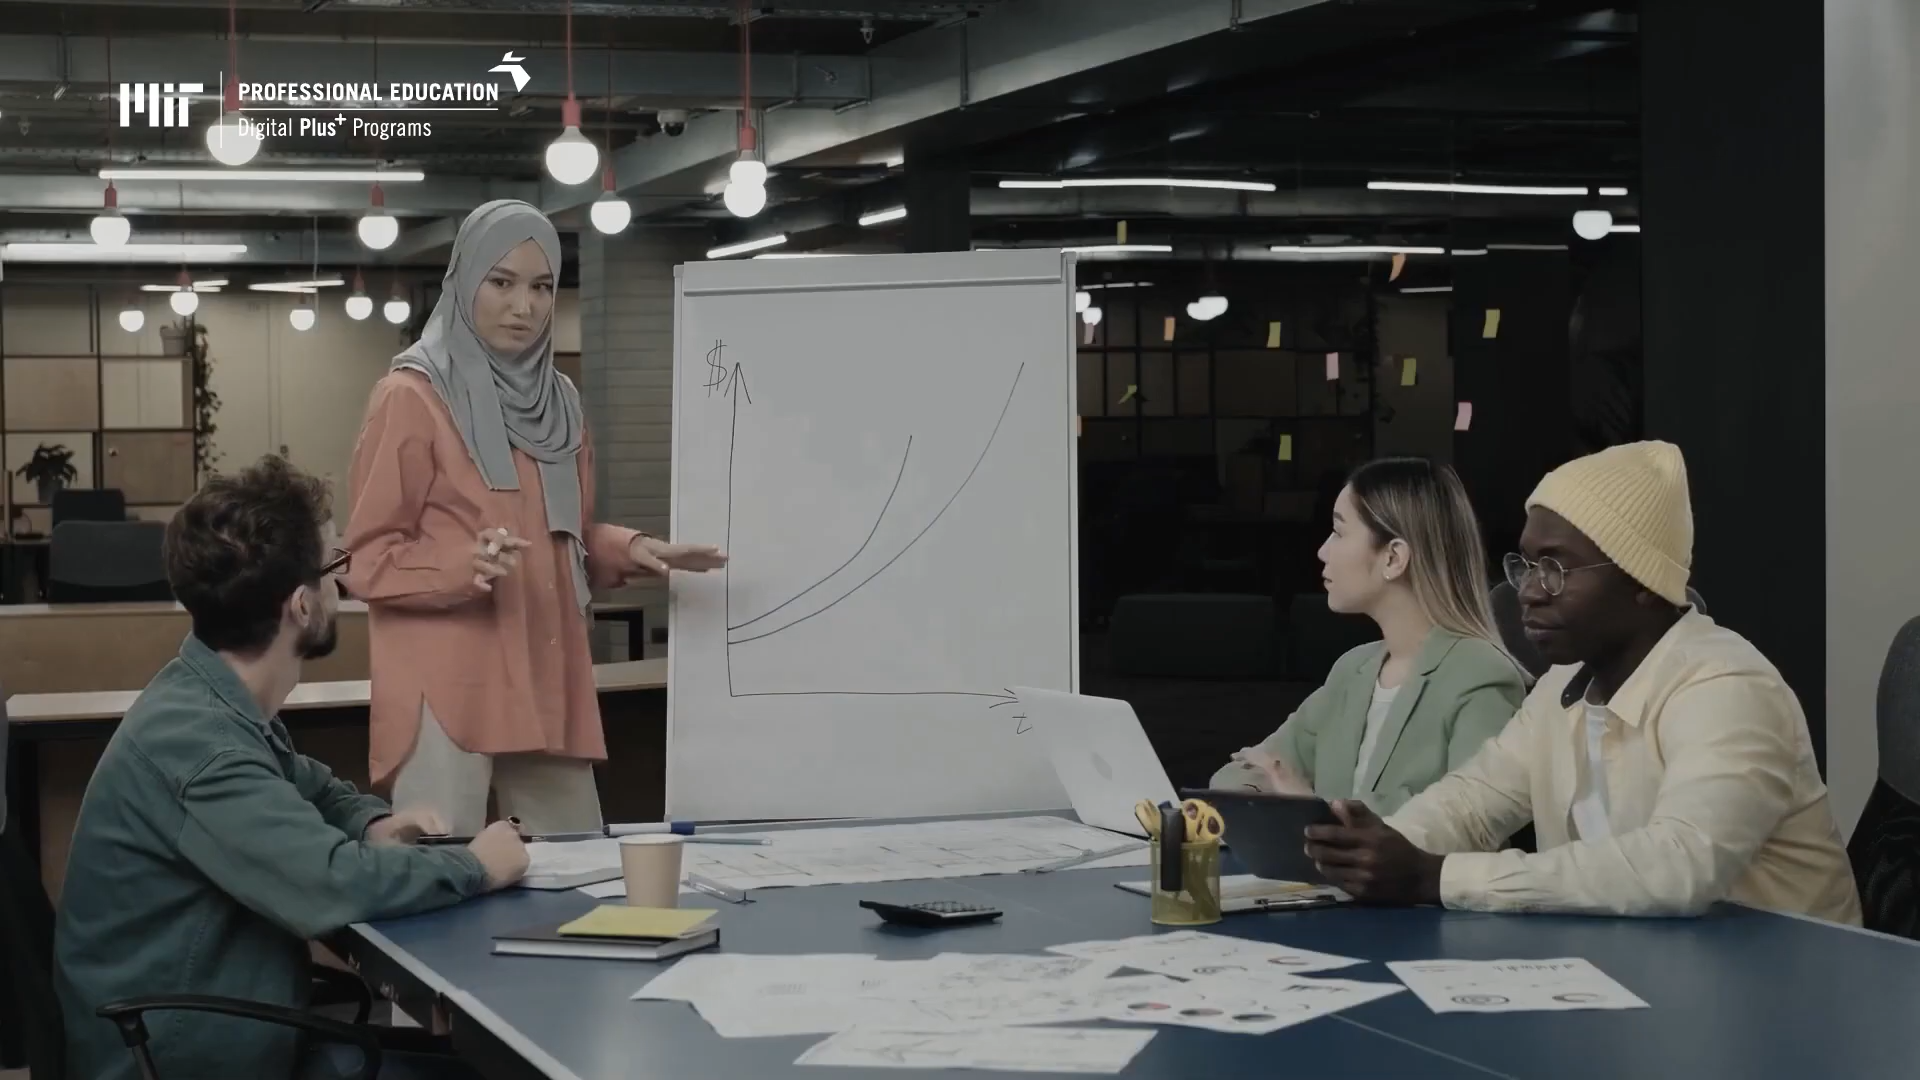 MIT
PROFESSIONAL EDUCATION
Digital Plus+ Programs
$
t